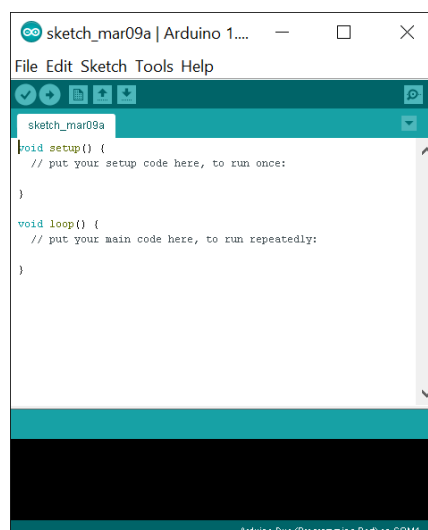 sketch_mar09a | Arduino 1....
File Edit Sketch Tools Help
sketch_mar09a
void setup() {
// put your setup code here, to run once:
}
void loop() {
// put your main code here, to run repeatedly:
}